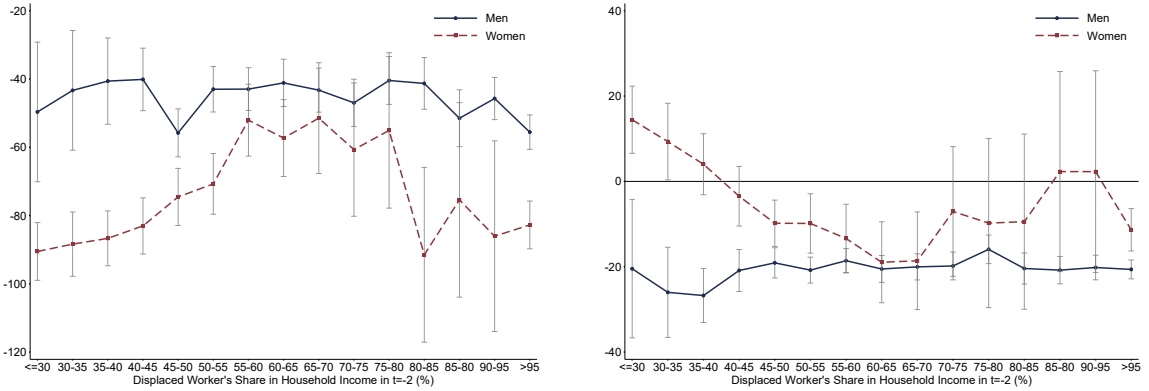 -20
-40
-60
-80
-100
-120
Men
Women
<=30 30-35 35-40 40-45 45-50 50-55 55-60 60-65 65-70 70-75 75-80 80-85 85-80 90-95 >95
Displaced Worker's Share in Household Income in t=-2 (%)
40
20
0
-20
-40
Men
Women
<=30 30-35 35-40 40-45 45-50 50-55 55-60 60-65 65-70 70-75 75-80 80-85 85-80 90-95 >95
Displaced Worker's Share in Household Income in t=-2 (%)